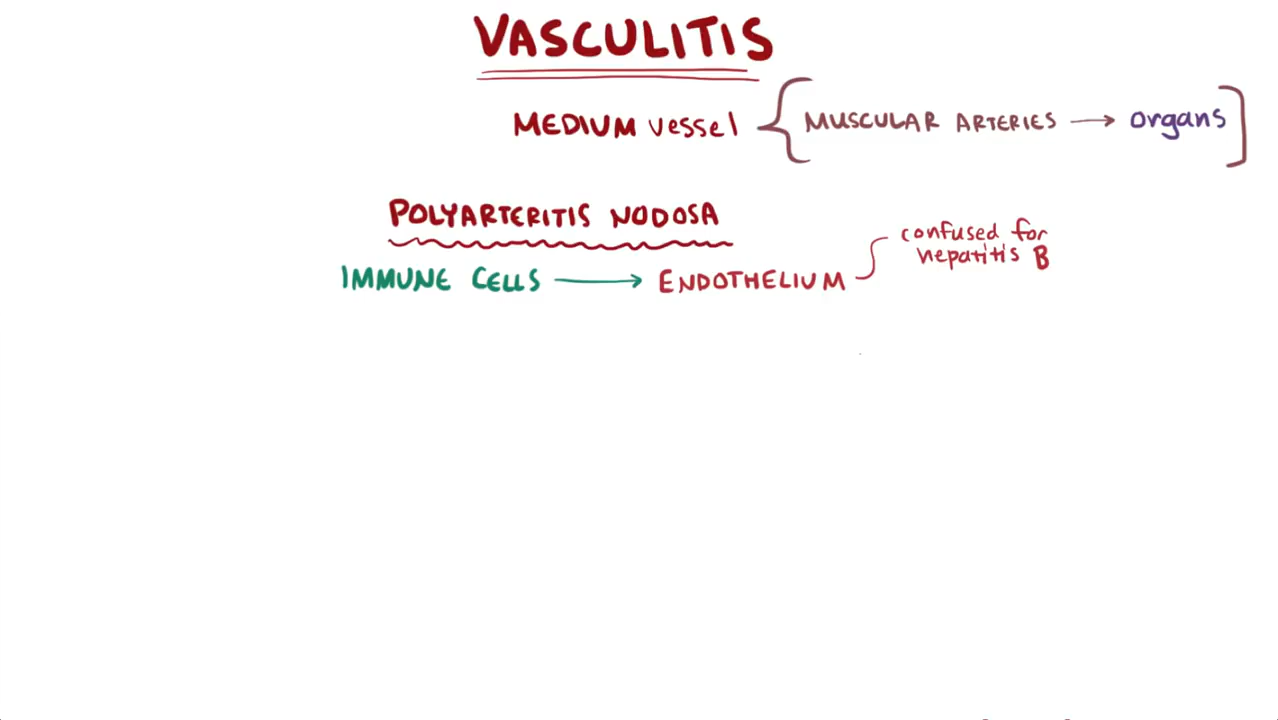 VASCULITIS
MEDIUM vessel { MUSCULAR ARTERIES → organs ]
POLYARTERITIS NODOSA
IMMUNE CELLS → ENDOTHELIUM
confused for
hepatitis B